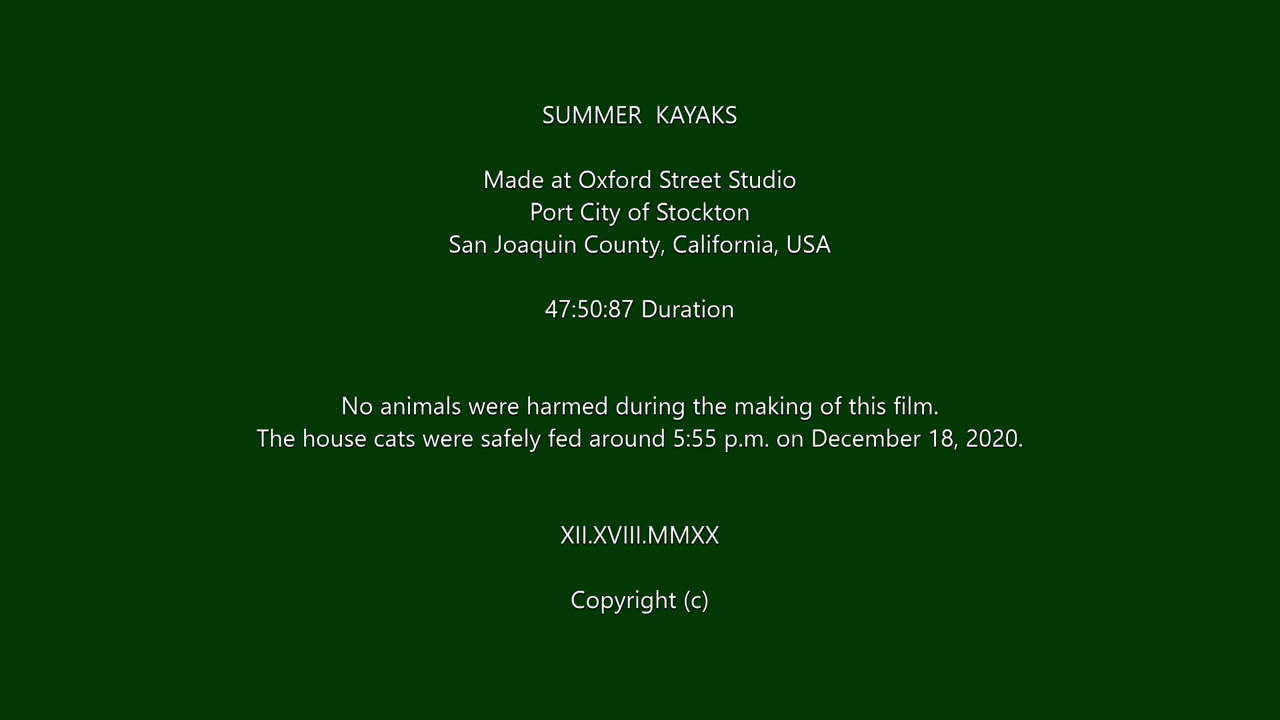 SUMMER  KAYAKS
Made at Oxford Street Studio
Port City of Stockton
San Joaquin County, California, USA
47:50:87 Duration
No animals were harmed during the making of this film.
The house cats were safely fed around 5:55 p.m. on December 18, 2020.
XII.XVIII.MMXX
Copyright (c)